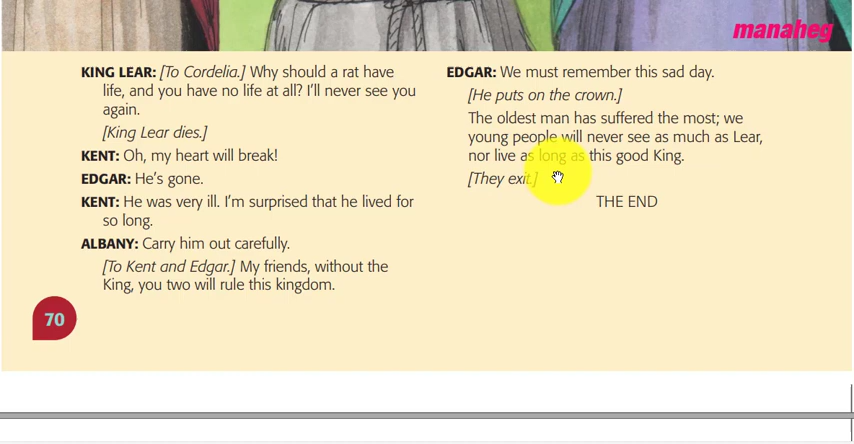 manaheg
KING LEAR: [To Cordelia.] Why should a rat have
life, and you have no life at all? I'll never see you
again.
[King Lear dies.]
KENT: Oh, my heart will break!
EDGAR: He's gone.
KENT: He was very ill. I'm surprised that he lived for
so long.
ALBANY: Carry him out carefully.
[To Kent and Edgar.] My friends, without the
King, you two will rule this kingdom.
70
EDGAR: We must remember this sad day.
[He puts on the crown.]
The oldest man has suffered the most; we
young people will never see as much as Lear,
nor live as long as this good King.
[They exit.]
THE END